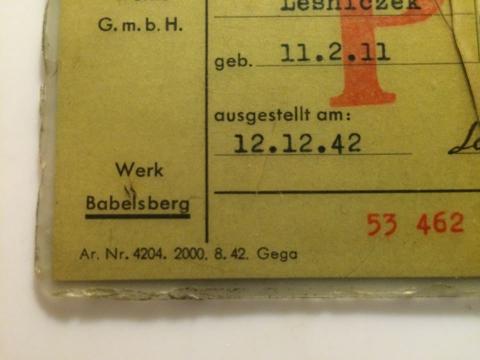 Lesniczek
G. m. b. H.
P
geb. 11.2.11
ausgestellt am:
12.12.42
Werk
Babelsberg
53 462
Ar. Nr. 4204. 2000. 8. 42. Gega